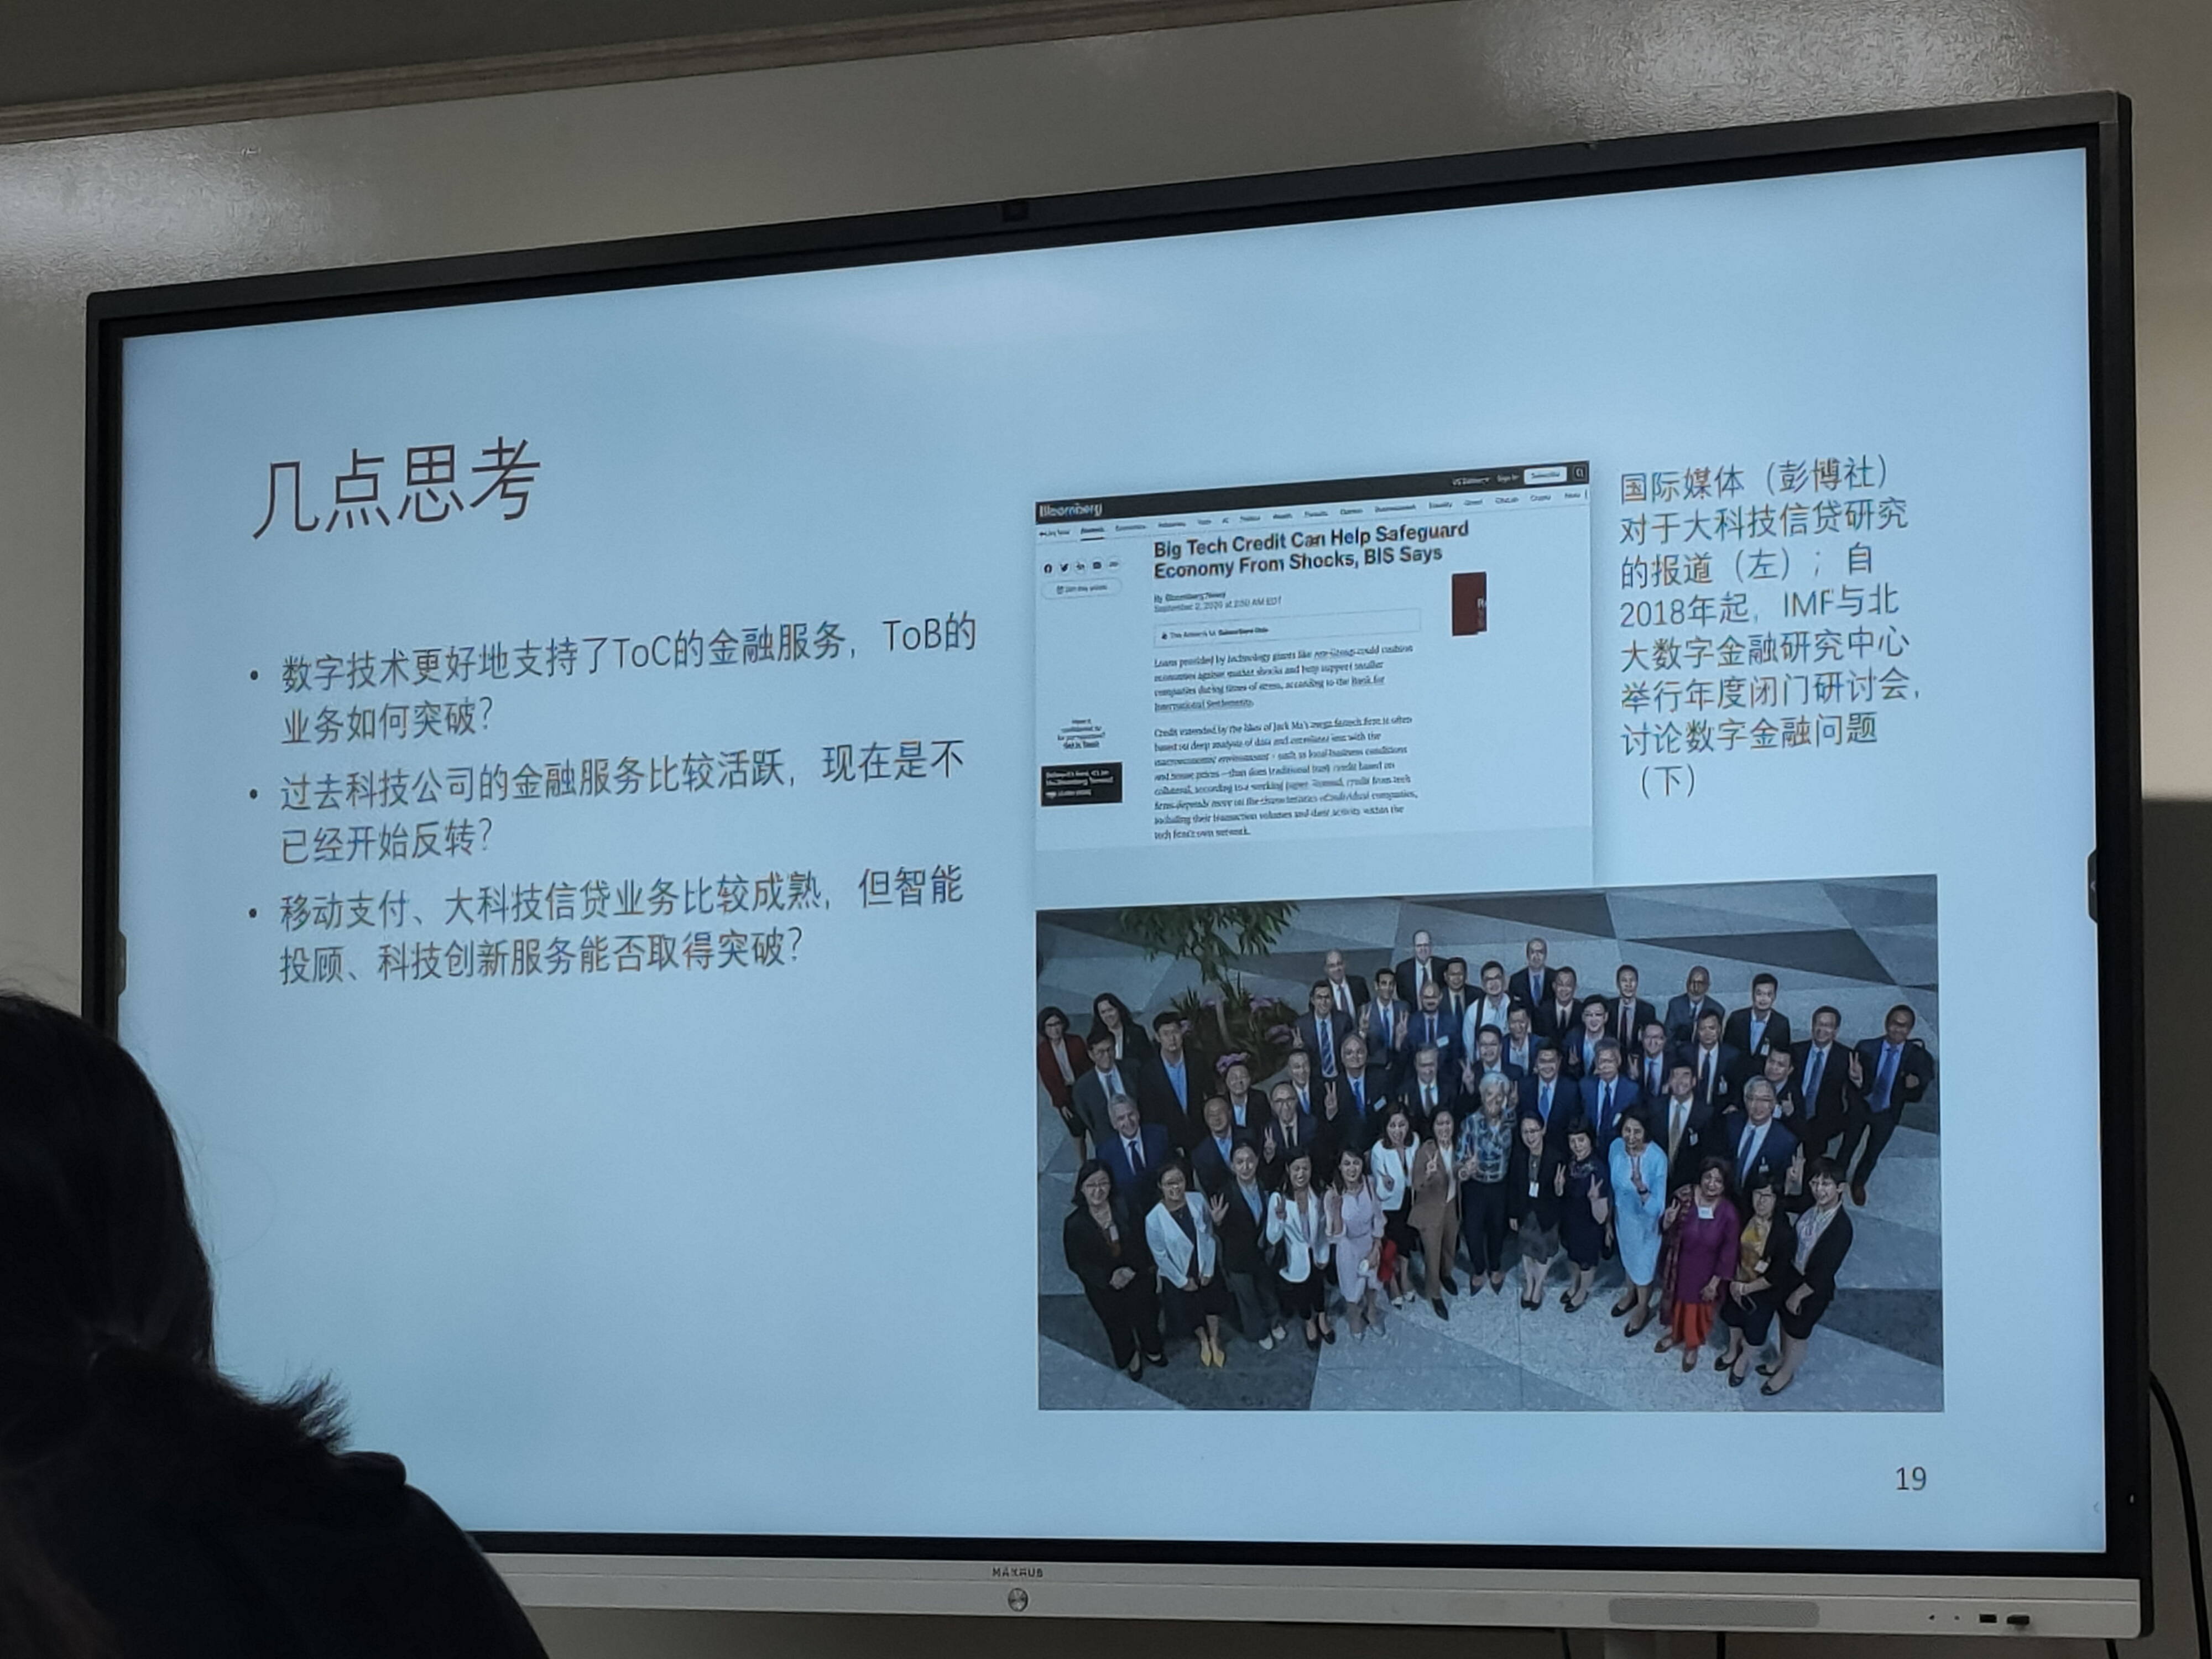 几点思考
• 数字技术更好地支持了ToC的金融服务，ToB的
业务如何突破？
• 过去科技公司的金融服务比较活跃，现在是不
已经开始反转？
• 移动支付、大科技信贷业务比较成熟，但智能
投顾、科技创新服务能否取得突破？
Bloomberg
US Edition
Sign In
Subscribe
Big Tech Credit Can Help Safeguard
Economy From Shocks, BIS Says
By Bloomberg News
September 2, 2020 at 2:50 AM EDT
Loans provided by technology giants like Ant Group could cushion
economies against market shocks and help support smaller
companies during times of stress, according to the Bank for
International Settlements.
Credit extended by the likes of Jack Ma's mega fintech firm is often
based on deep analysis of data and correlates less with the
macroeconomic environment - such as local business conditions
and house prices - than does traditional bank credit based on
collateral, according to a working paper. Instead, credit from tech
firms depends more on the characteristics of individual companies,
including their transaction volumes and their activity within the
tech firm's own network.
国际媒体（彭博社）
对于大科技信贷研究
的报道（左）；自
2018年起，IMF与北
大数字金融研究中心
举行年度闭门研讨会，
讨论数字金融问题
（下）
19
MAXHUB